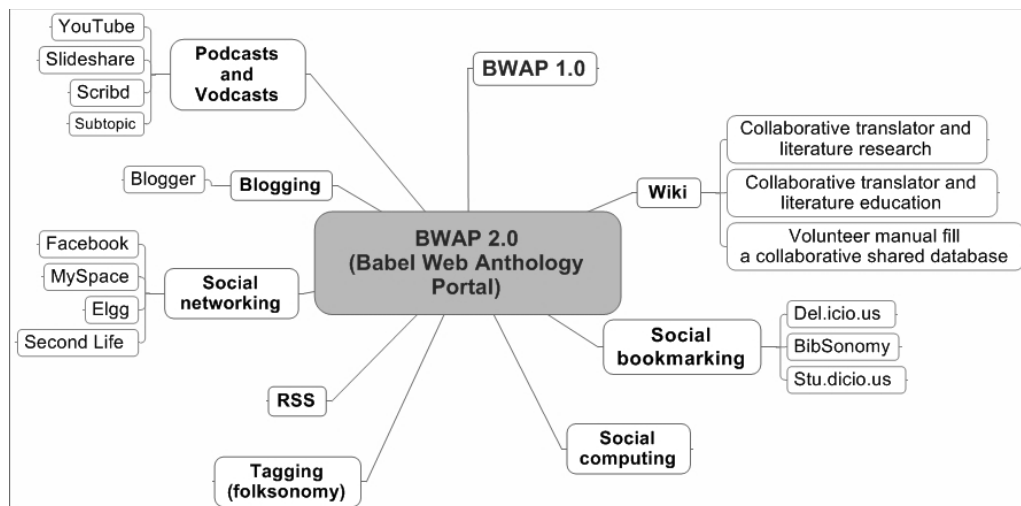 YouTube
Slideshare
Scribd
Subtopic
Podcasts
and
Vodcasts
BWAP 1.0
Blogger
Blogging
Wiki
Collaborative translator and
literature research
Collaborative translator and
literature education
Volunteer manual fill
a collaborative shared database
BWAP 2.0
(Babel Web Anthology
Portal)
Facebook
MySpace
Elgg
Second Life
Social
networking
Social
bookmarking
Del.icio.us
BibSonomy
Stu.dicio.us
RSS
Tagging
(folksonomy)
Social
computing